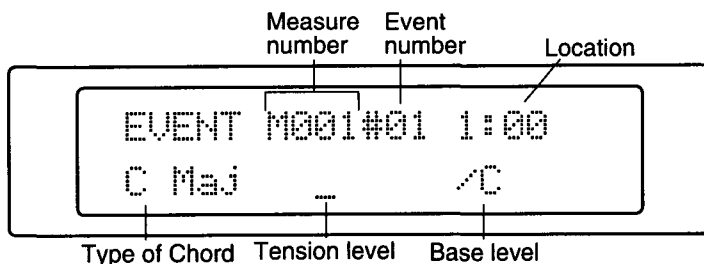 Measure number
Event number
Location
EVENT M001#01 1:00
C Maj _ /C
Type of Chord Tension level Base level